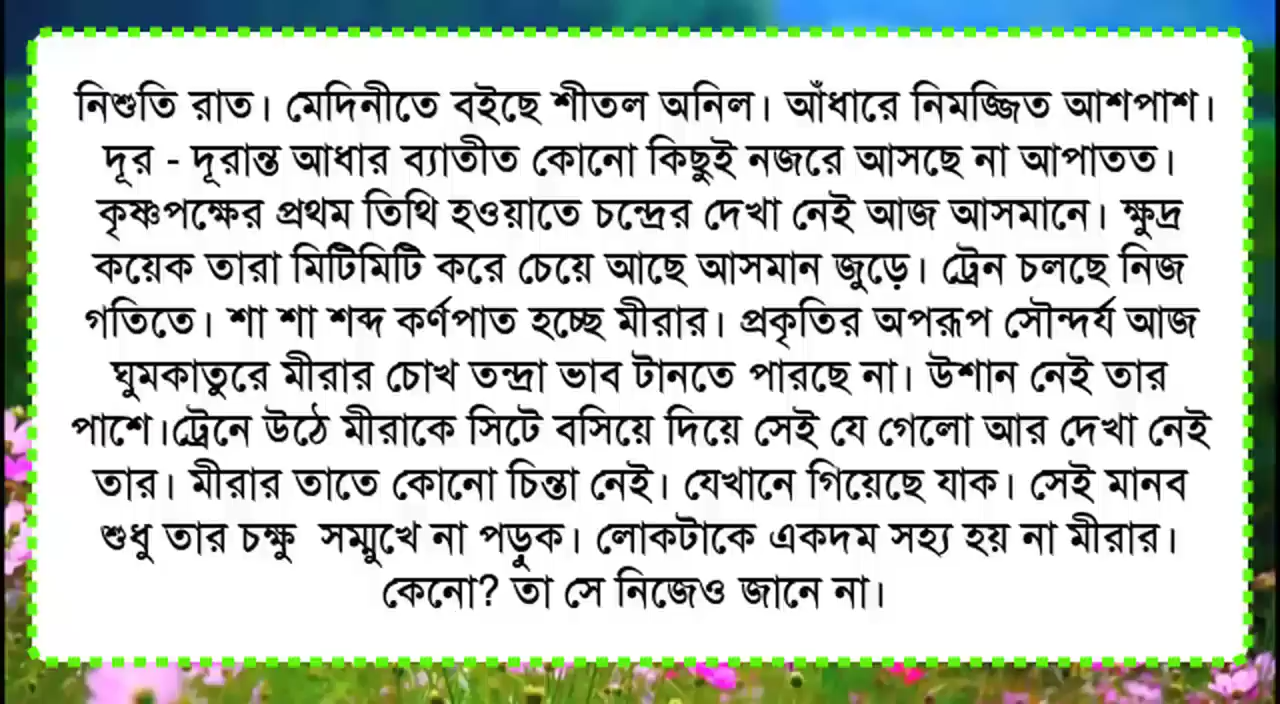 নিশুতি রাত। মেদিনীতে বইছে শীতল অনিল। আঁধারে নিমজ্জিত আশপাশ।
দূর - দূরান্ত আধার ব্যাতীত কোনো কিছুই নজরে আসছে না আপাতত।
কৃষ্ণপক্ষের প্রথম তিথি হওয়াতে চন্দ্রের দেখা নেই আজ আসমানে। ক্ষুদ্র
কয়েক তারা মিটিমিটি করে চেয়ে আছে আসমান জুড়ে। ট্রেন চলছে নিজ
গতিতে। শা শা শব্দ কর্ণপাত হচ্ছে মীরার। প্রকৃতির অপরূপ সৌন্দর্য আজ
ঘুমকাতুরে মীরার চোখ তন্দ্রা ভাব টানতে পারছে না। উশান নেই তার
পাশে।ট্রেনে উঠে মীরাকে সিটে বসিয়ে দিয়ে সেই যে গেলো আর দেখা নেই
তার। মীরার তাতে কোনো চিন্তা নেই। যেখানে গিয়েছে যাক। সেই মানব
শুধু তার চক্ষু  সম্মুখে না পড়ুক। লোকটাকে একদম সহ্য হয় না মীরার।
কেনো? তা সে নিজেও জানে না।